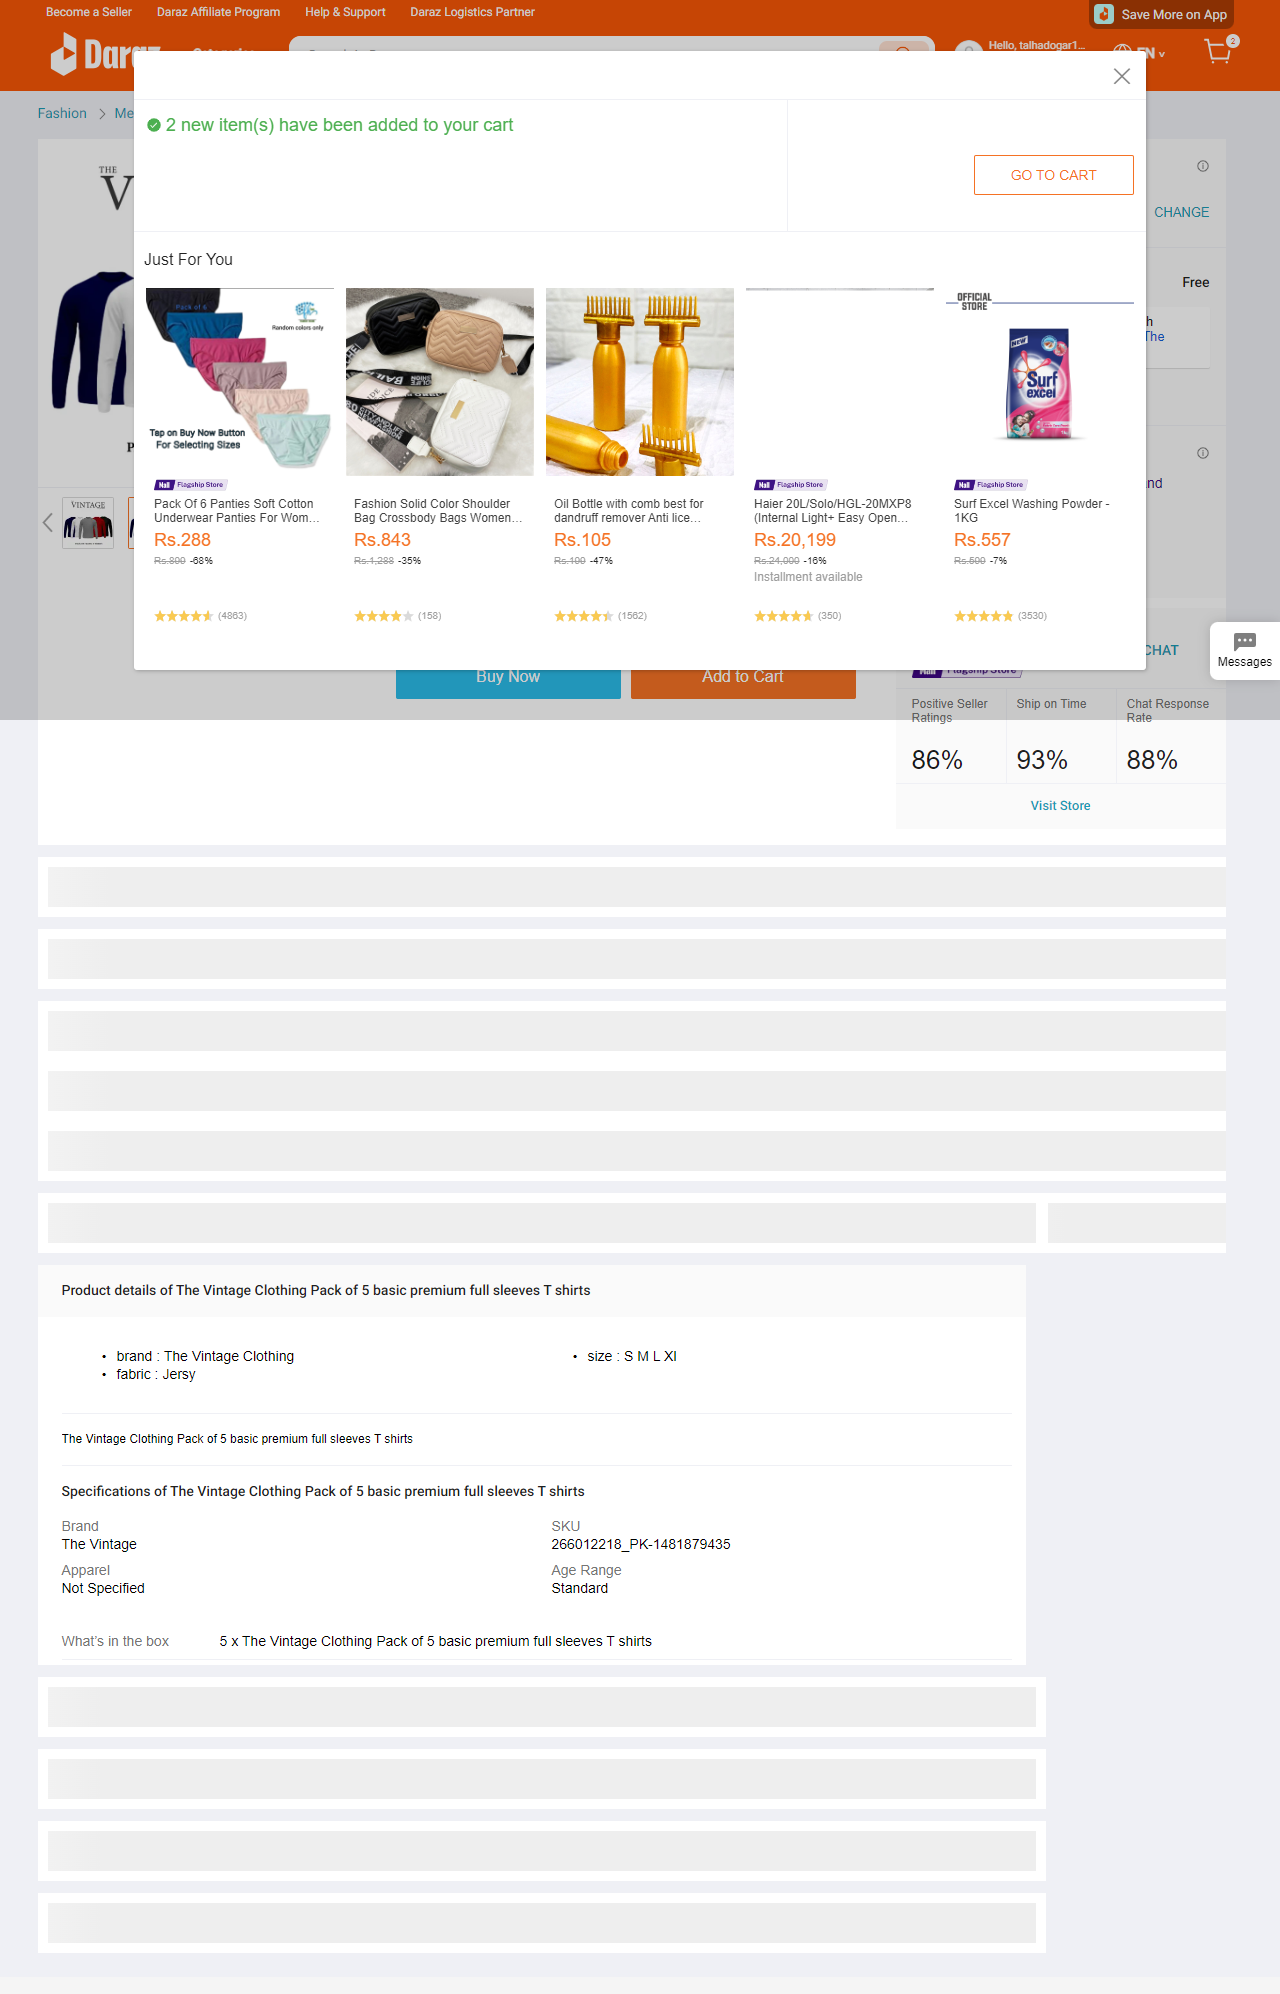 Become a Seller
Daraz Affiliate Program
Help & Support
Daraz Logistics Partner
Save More on App
Daraz
Hello, talhadogar1...
EN
2
Fashion
Me
2 new item(s) have been added to your cart
GO TO CART
CHANGE
THE
V
Free
h
The
nd
Just For You
Pack of 6
Random colors only
Tap on Buy Now Button
For Selecting Sizes
OFFICIAL
STORE
NEW
Surf
excel
VINTAGE
P
Mall Flagship Store
Pack Of 6 Panties Soft Cotton
Underwear Panties For Wom...
Rs.288
Rs.899 -68%
(4863)
Fashion Solid Color Shoulder
Bag Crossbody Bags Women...
Rs.843
Rs.1,288 -35%
(158)
Oil Bottle with comb best for
dandruff remover Anti lice...
Rs.105
Rs.199 -47%
(1562)
Mall Flagship Store
Haier 20L/Solo/HGL-20MXP8
(Internal Light+ Easy Open...
Rs.20,199
Rs.24,000 -16%
Installment available
(350)
Mall Flagship Store
Surf Excel Washing Powder -
1KG
Rs.557
Rs.599 -7%
(3530)
CHAT
Messages
Buy Now
Add to Cart
Mall Flagship Store
Positive Seller
Ratings
Ship on Time
Chat Response
Rate
86%
93%
88%
Visit Store
Product details of The Vintage Clothing Pack of 5 basic premium full sleeves T shirts
• brand : The Vintage Clothing
• size : S M L Xl
• fabric : Jersy
The Vintage Clothing Pack of 5 basic premium full sleeves T shirts
Specifications of The Vintage Clothing Pack of 5 basic premium full sleeves T shirts
Brand
The Vintage
SKU
266012218_PK-1481879435
Apparel
Not Specified
Age Range
Standard
What's in the box
5 x The Vintage Clothing Pack of 5 basic premium full sleeves T shirts